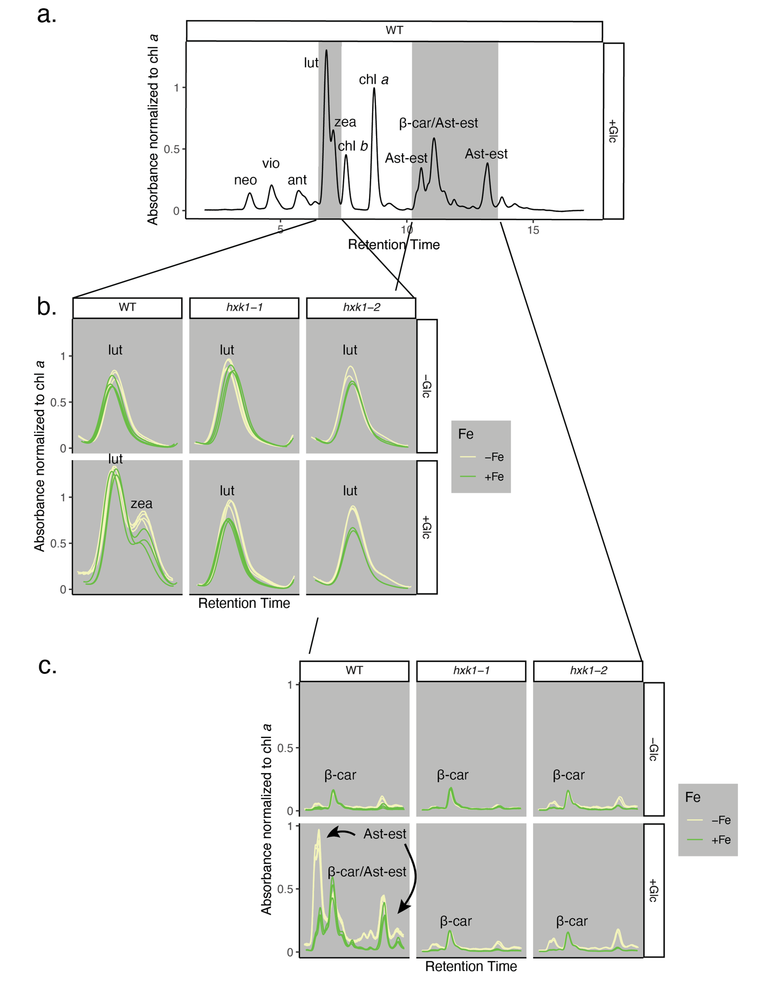 a.
WT
Absorbance normalized to chl a
1
0.5
0
lut
zea
chl a
chl b
neo
vio
ant
β-car/Ast-est
Ast-est
Ast-est
+Glc
5
10
15
Retention Time
b.
WT
hxk1–1
hxk1–2
Absorbance normalized to chl a
1
0.5
0
lut
lut
lut
–Glc
1
0.5
0
lut
zea
lut
lut
+Glc
Retention Time
Fe
–Fe
+Fe
c.
WT
hxk1–1
hxk1–2
Absorbance normalized to chl a
1
0.5
0
β-car
β-car
β-car
–Glc
1
0.5
0
Ast-est
β-car/Ast-est
β-car
β-car
+Glc
Retention Time
Fe
–Fe
+Fe